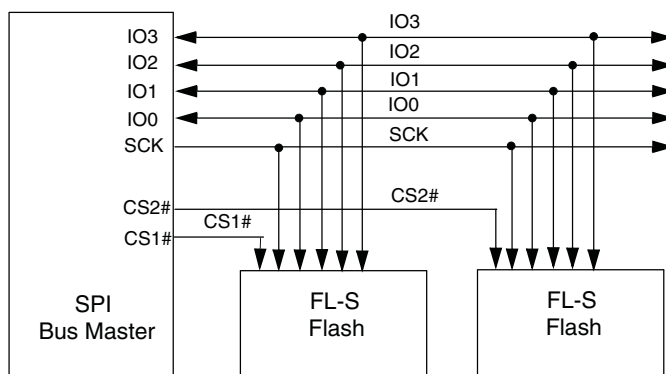 IO3
IO3
IO2
IO2
IO1
IO1
IO0
IO0
SCK
SCK
CS2#
CS2#
CS1#
CS1#
SPI
Bus Master
FL-S
Flash
FL-S
Flash